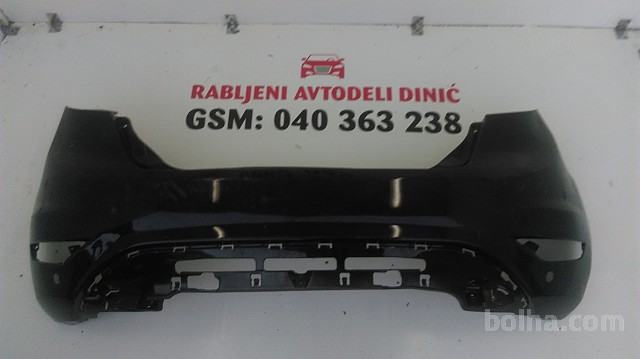 RABLJENI AVTODELI DINIĆ
GSM: 040 363 238
bolha.com